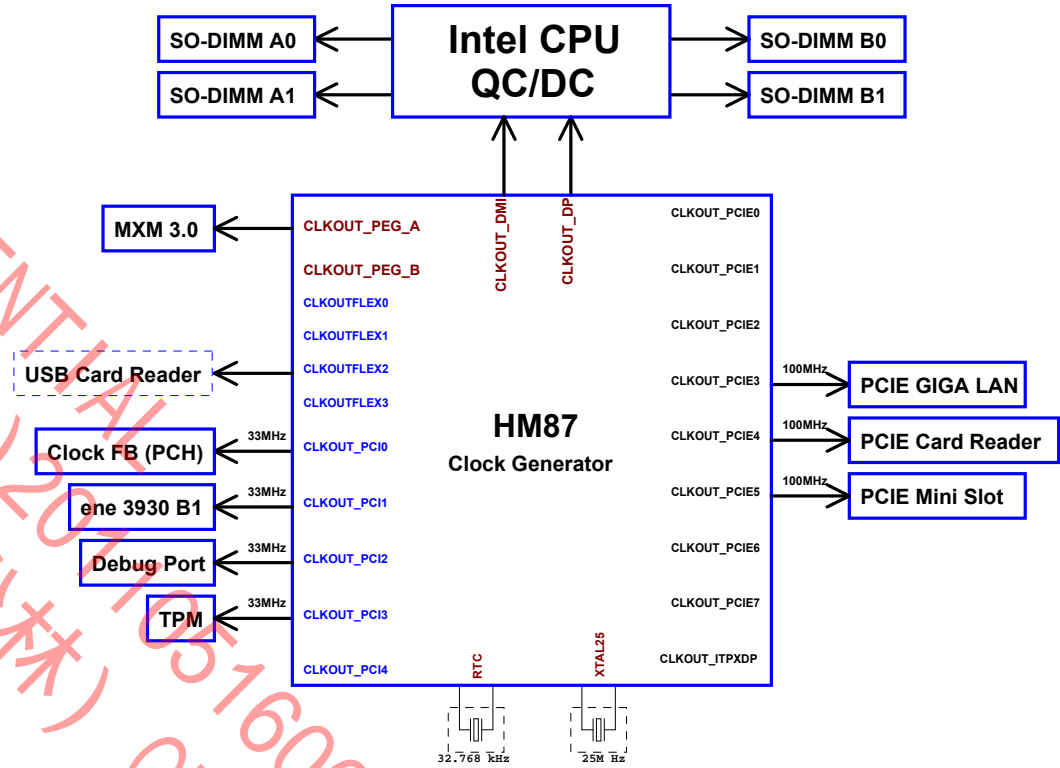 SO-DIMM A0
Intel CPU
QC/DC
SO-DIMM B0
SO-DIMM A1
SO-DIMM B1
MXM 3.0
CLKOUT_PEG_A
CLKOUT_DMI
CLKOUT_DP
CLKOUT_PCIE0
CLKOUT_PEG_B
CLKOUT_PCIE1
CLKOUTFLEX0
CLKOUTFLEX1
CLKOUT_PCIE2
USB Card Reader
CLKOUTFLEX2
CLKOUT_PCIE3
100MHz
PCIE GIGA LAN
CLKOUTFLEX3
HM87
Clock Generator
Clock FB (PCH)
33MHz
CLKOUT_PCI0
CLKOUT_PCIE4
100MHz
PCIE Card Reader
ene 3930 B1
33MHz
CLKOUT_PCI1
CLKOUT_PCIE5
100MHz
PCIE Mini Slot
Debug Port
33MHz
CLKOUT_PCI2
CLKOUT_PCIE6
TPM
33MHz
CLKOUT_PCI3
CLKOUT_PCIE7
CLKOUT_PCI4
RTC
XTAL25
CLKOUT_ITPXDP
32.768 kHz
25M Hz